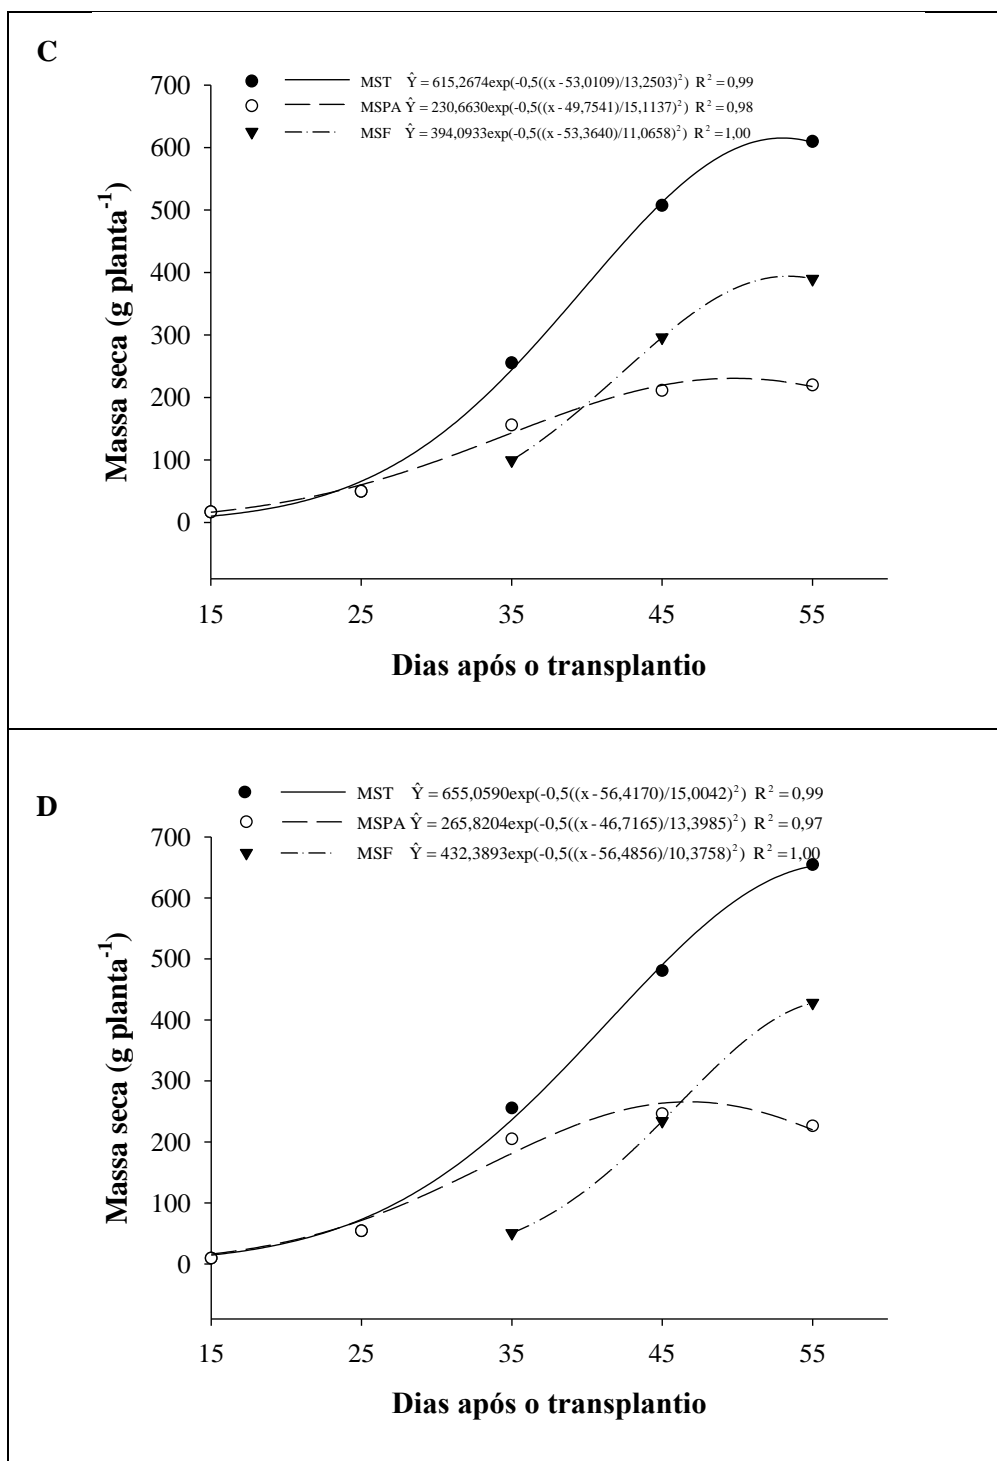 C
MST Ŷ = 615,2674exp(-0,5((x - 53,0109)/13,2503)²) R² = 0,99
MSPA Ŷ = 230,6630exp(-0,5((x - 49,7541)/15,1137)²) R² = 0,98
MSF Ŷ = 394,0933exp(-0,5((x - 53,3640)/11,0658)²) R² = 1,00
700
600
500
400
300
200
100
0
Massa seca (g planta⁻¹)
15 25 35 45 55
Dias após o transplantio
D
MST Ŷ = 655,0590exp(-0,5((x - 56,4170)/15,0042)²) R² = 0,99
MSPA Ŷ = 265,8204exp(-0,5((x - 46,7165)/13,3985)²) R² = 0,97
MSF Ŷ = 432,3893exp(-0,5((x - 56,4856)/10,3758)²) R² = 1,00
700
600
500
400
300
200
100
0
Massa seca (g planta⁻¹)
15 25 35 45 55
Dias após o transplantio